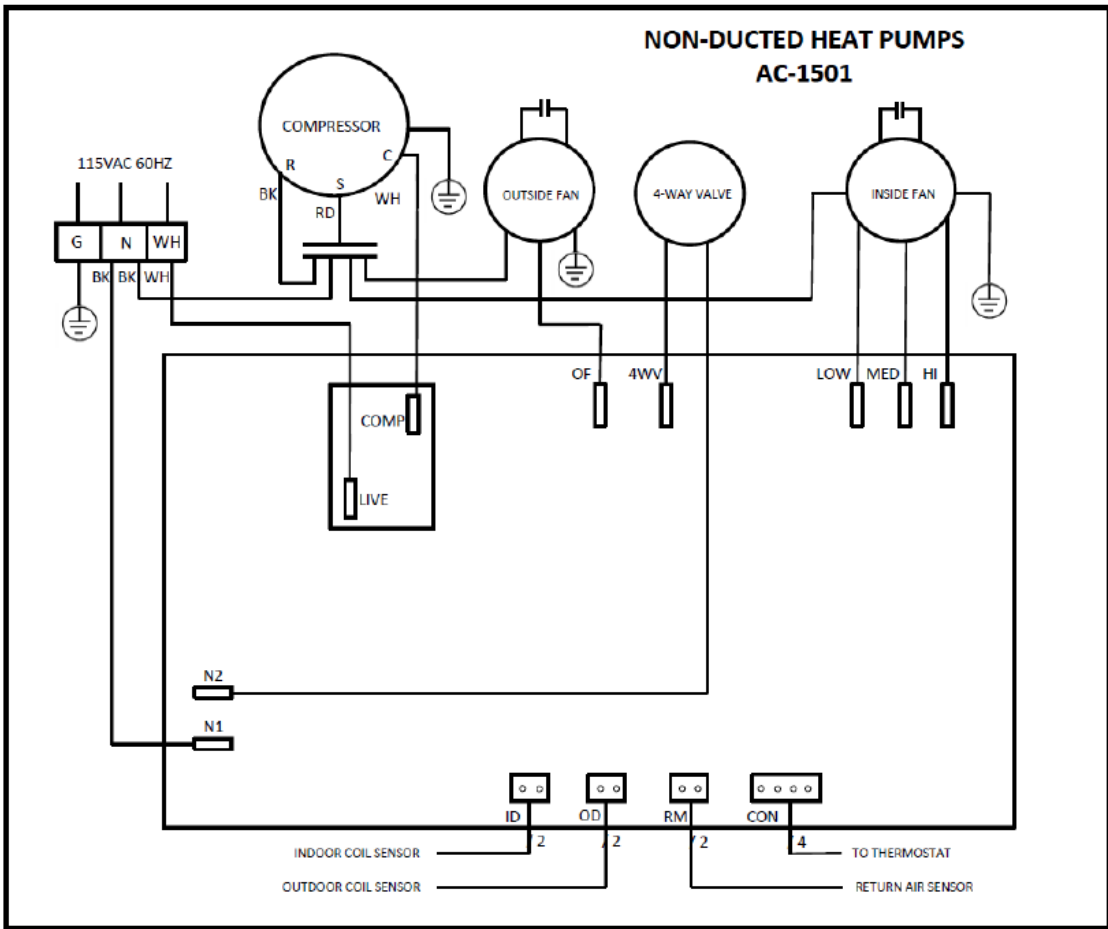 NON-DUCTED HEAT PUMPS
AC-1501
COMPRESSOR
R
C
S
BK
RD
WH
115VAC 60HZ
G N WH
BK BK WH
OUTSIDE FAN
4-WAY VALVE
INSIDE FAN
OF
4WV
LOW MED HI
COMP
LIVE
N2
N1
ID
OD
RM
CON
/ 2
/ 2
/ 2
/ 4
INDOOR COIL SENSOR
TO THERMOSTAT
OUTDOOR COIL SENSOR
RETURN AIR SENSOR